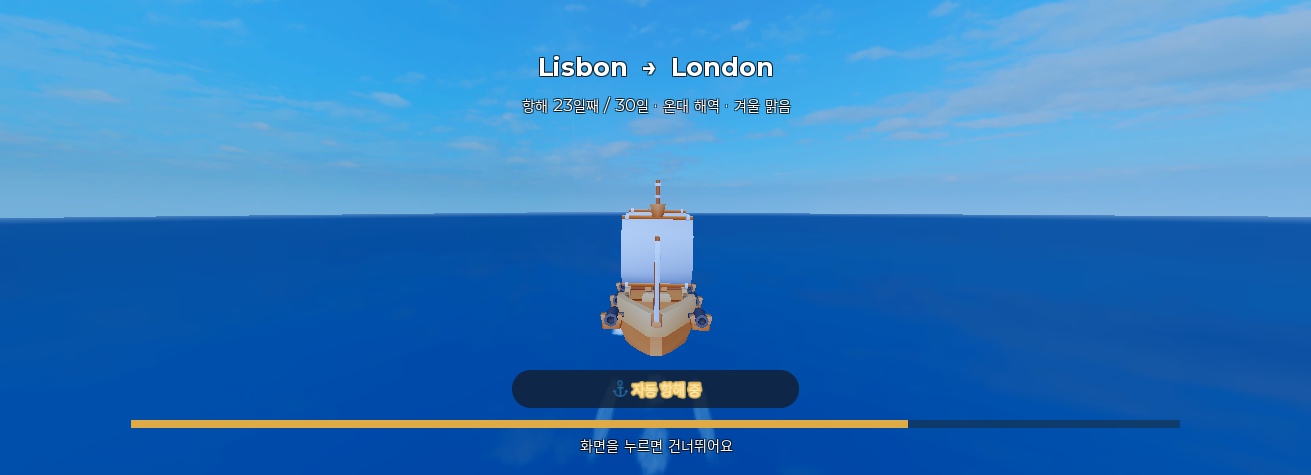 Lisbon → London
항해 23일째 / 30일 · 온대 해역 · 겨울 맑음
⚓ 자동 항해 중
화면을 누르면 건너뛰어요